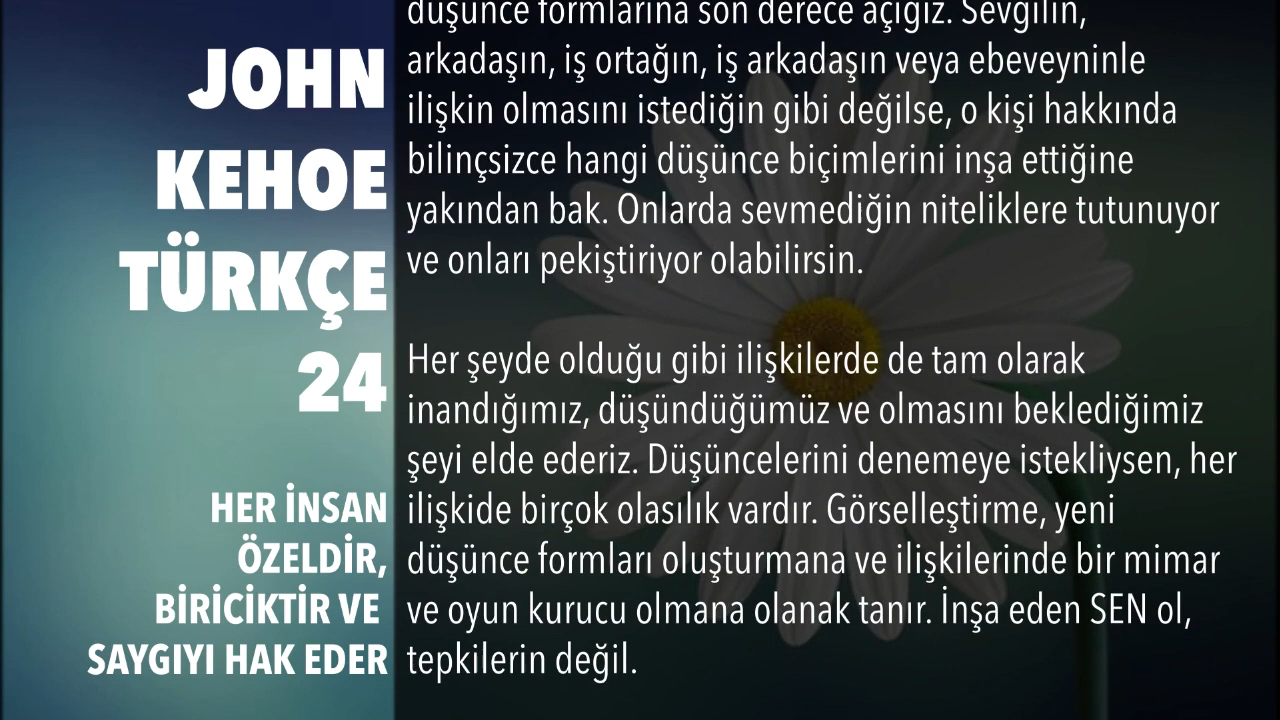 JOHN
KEHOE
TÜRKÇE
24
HER İNSAN
ÖZELDİR,
BİRİCİKTİR VE
SAYGIYI HAK EDER
düşünce formlarına son derece açığız. Sevgilin,
arkadaşın, iş ortağın, iş arkadaşın veya ebeveyninle
ilişkin olmasını istediğin gibi değilse, o kişi hakkında
bilinçsizce hangi düşünce biçimlerini inşa ettiğine
yakından bak. Onlarda sevmediğin niteliklere tutunuyor
ve onları pekiştiriyor olabilirsin.
Her şeyde olduğu gibi ilişkilerde de tam olarak
inandığımız, düşündüğümüz ve olmasını beklediğimiz
şeyi elde ederiz. Düşüncelerini denemeye istekliysen, her
ilişkide birçok olasılık vardır. Görselleştirme, yeni
düşünce formları oluşturmana ve ilişkilerinde bir mimar
ve oyun kurucu olmana olanak tanır. İnşa eden SEN ol,
tepkilerin değil.